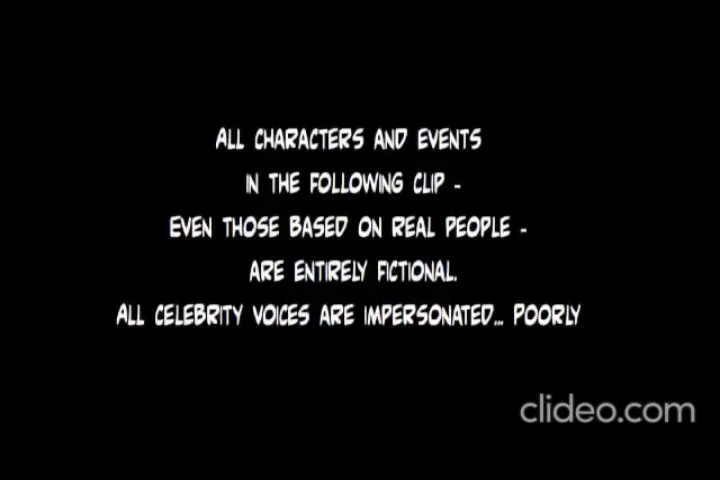 ALL CHARACTERS AND EVENTS
IN THE FOLLOWING CLIP -
EVEN THOSE BASED ON REAL PEOPLE -
ARE ENTIRELY FICTIONAL.
ALL CELEBRITY VOICES ARE IMPERSONATED... POORLY
clideo.com